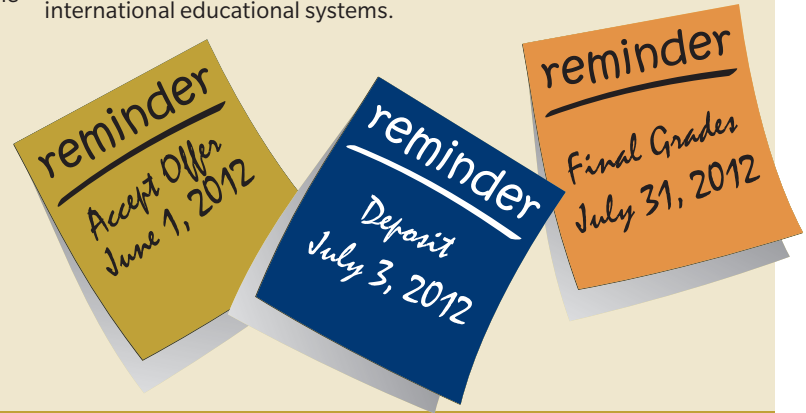 international educational systems.
reminder
Accept Offer
June 1, 2012
reminder
Deposit
July 3, 2012
reminder
Final Grades
July 31, 2012